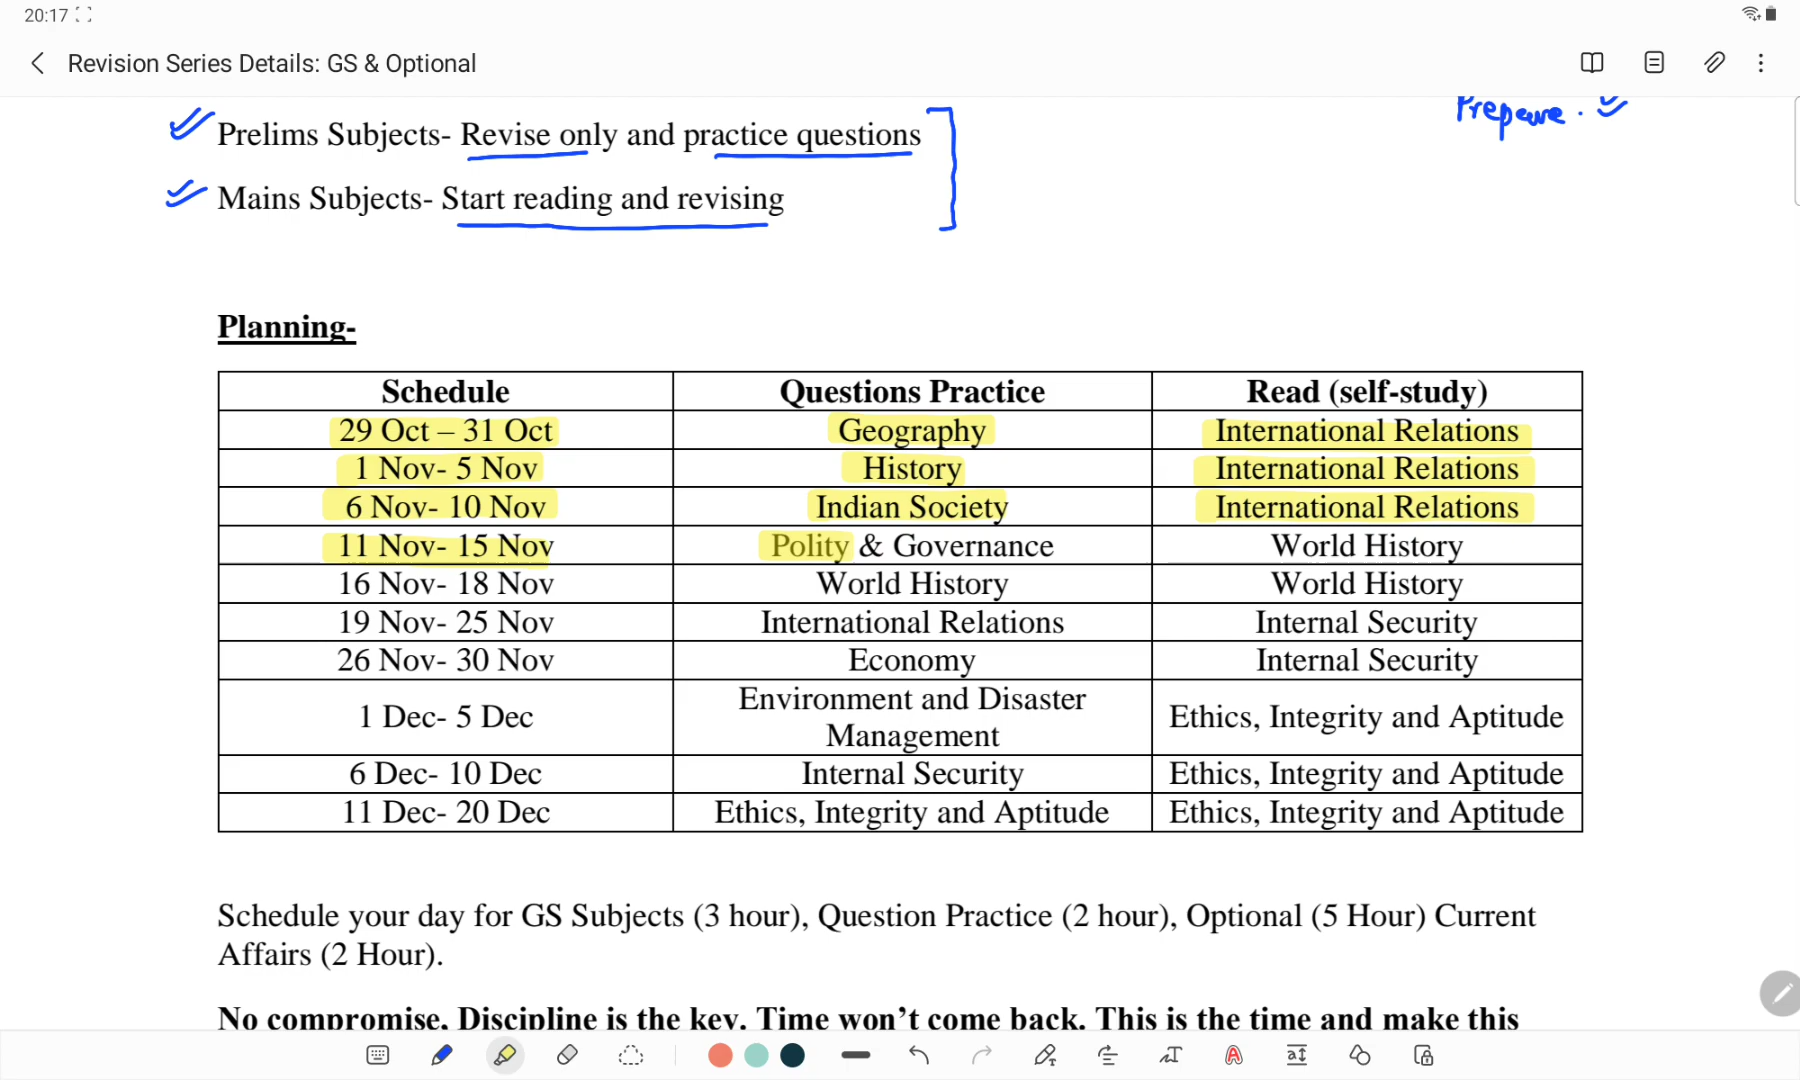 20:17
Revision Series Details: GS & Optional
Prepare.
Prelims Subjects- Revise only and practice questions
Mains Subjects- Start reading and revising
Planning-
Schedule Questions Practice Read (self-study)
29 Oct – 31 Oct Geography International Relations
1 Nov- 5 Nov History International Relations
6 Nov- 10 Nov Indian Society International Relations
11 Nov- 15 Nov Polity & Governance World History
16 Nov- 18 Nov World History World History
19 Nov- 25 Nov International Relations Internal Security
26 Nov- 30 Nov Economy Internal Security
1 Dec- 5 Dec Environment and Disaster Management Ethics, Integrity and Aptitude
6 Dec- 10 Dec Internal Security Ethics, Integrity and Aptitude
11 Dec- 20 Dec Ethics, Integrity and Aptitude Ethics, Integrity and Aptitude
Schedule your day for GS Subjects (3 hour), Question Practice (2 hour), Optional (5 Hour) Current
Affairs (2 Hour).
No compromise. Discipline is the key. Time won't come back. This is the time and make this